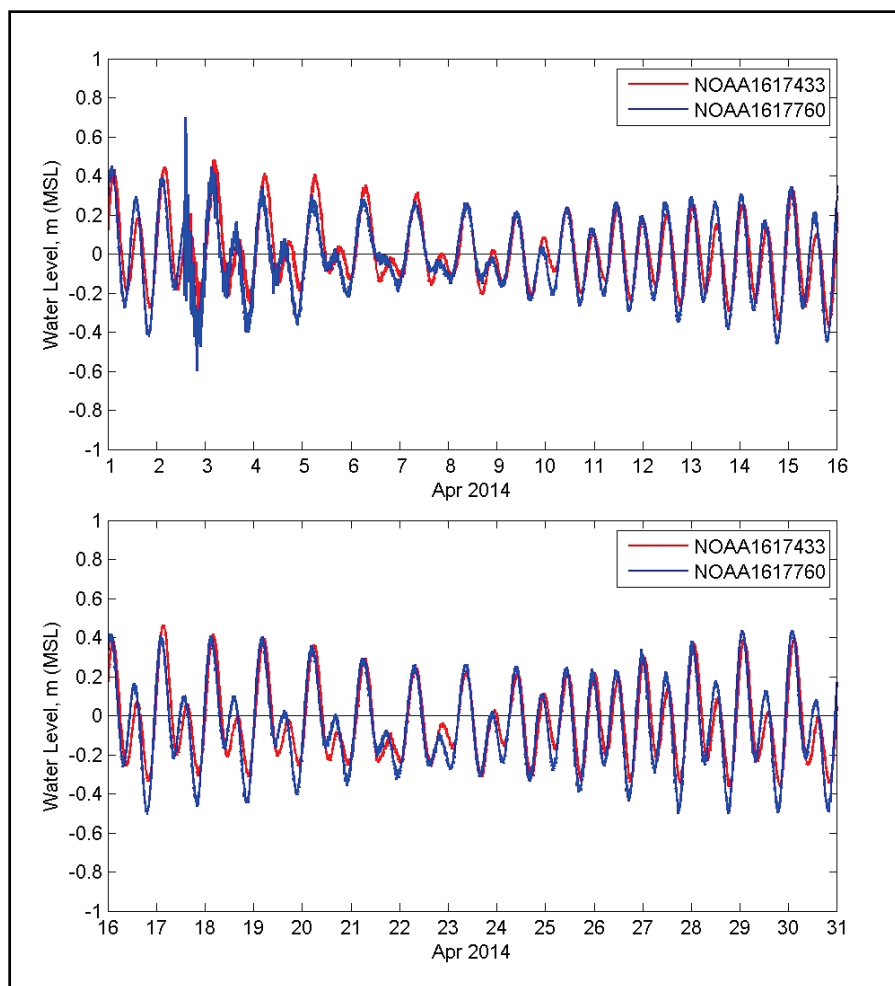 1
0.8
0.6
0.4
0.2
0
-0.2
-0.4
-0.6
-0.8
-1
Water Level, m (MSL)
NOAA1617433
NOAA1617760
1 2 3 4 5 6 7 8 9 10 11 12 13 14 15 16
Apr 2014
1
0.8
0.6
0.4
0.2
0
-0.2
-0.4
-0.6
-0.8
-1
Water Level, m (MSL)
NOAA1617433
NOAA1617760
16 17 18 19 20 21 22 23 24 25 26 27 28 29 30 31
Apr 2014